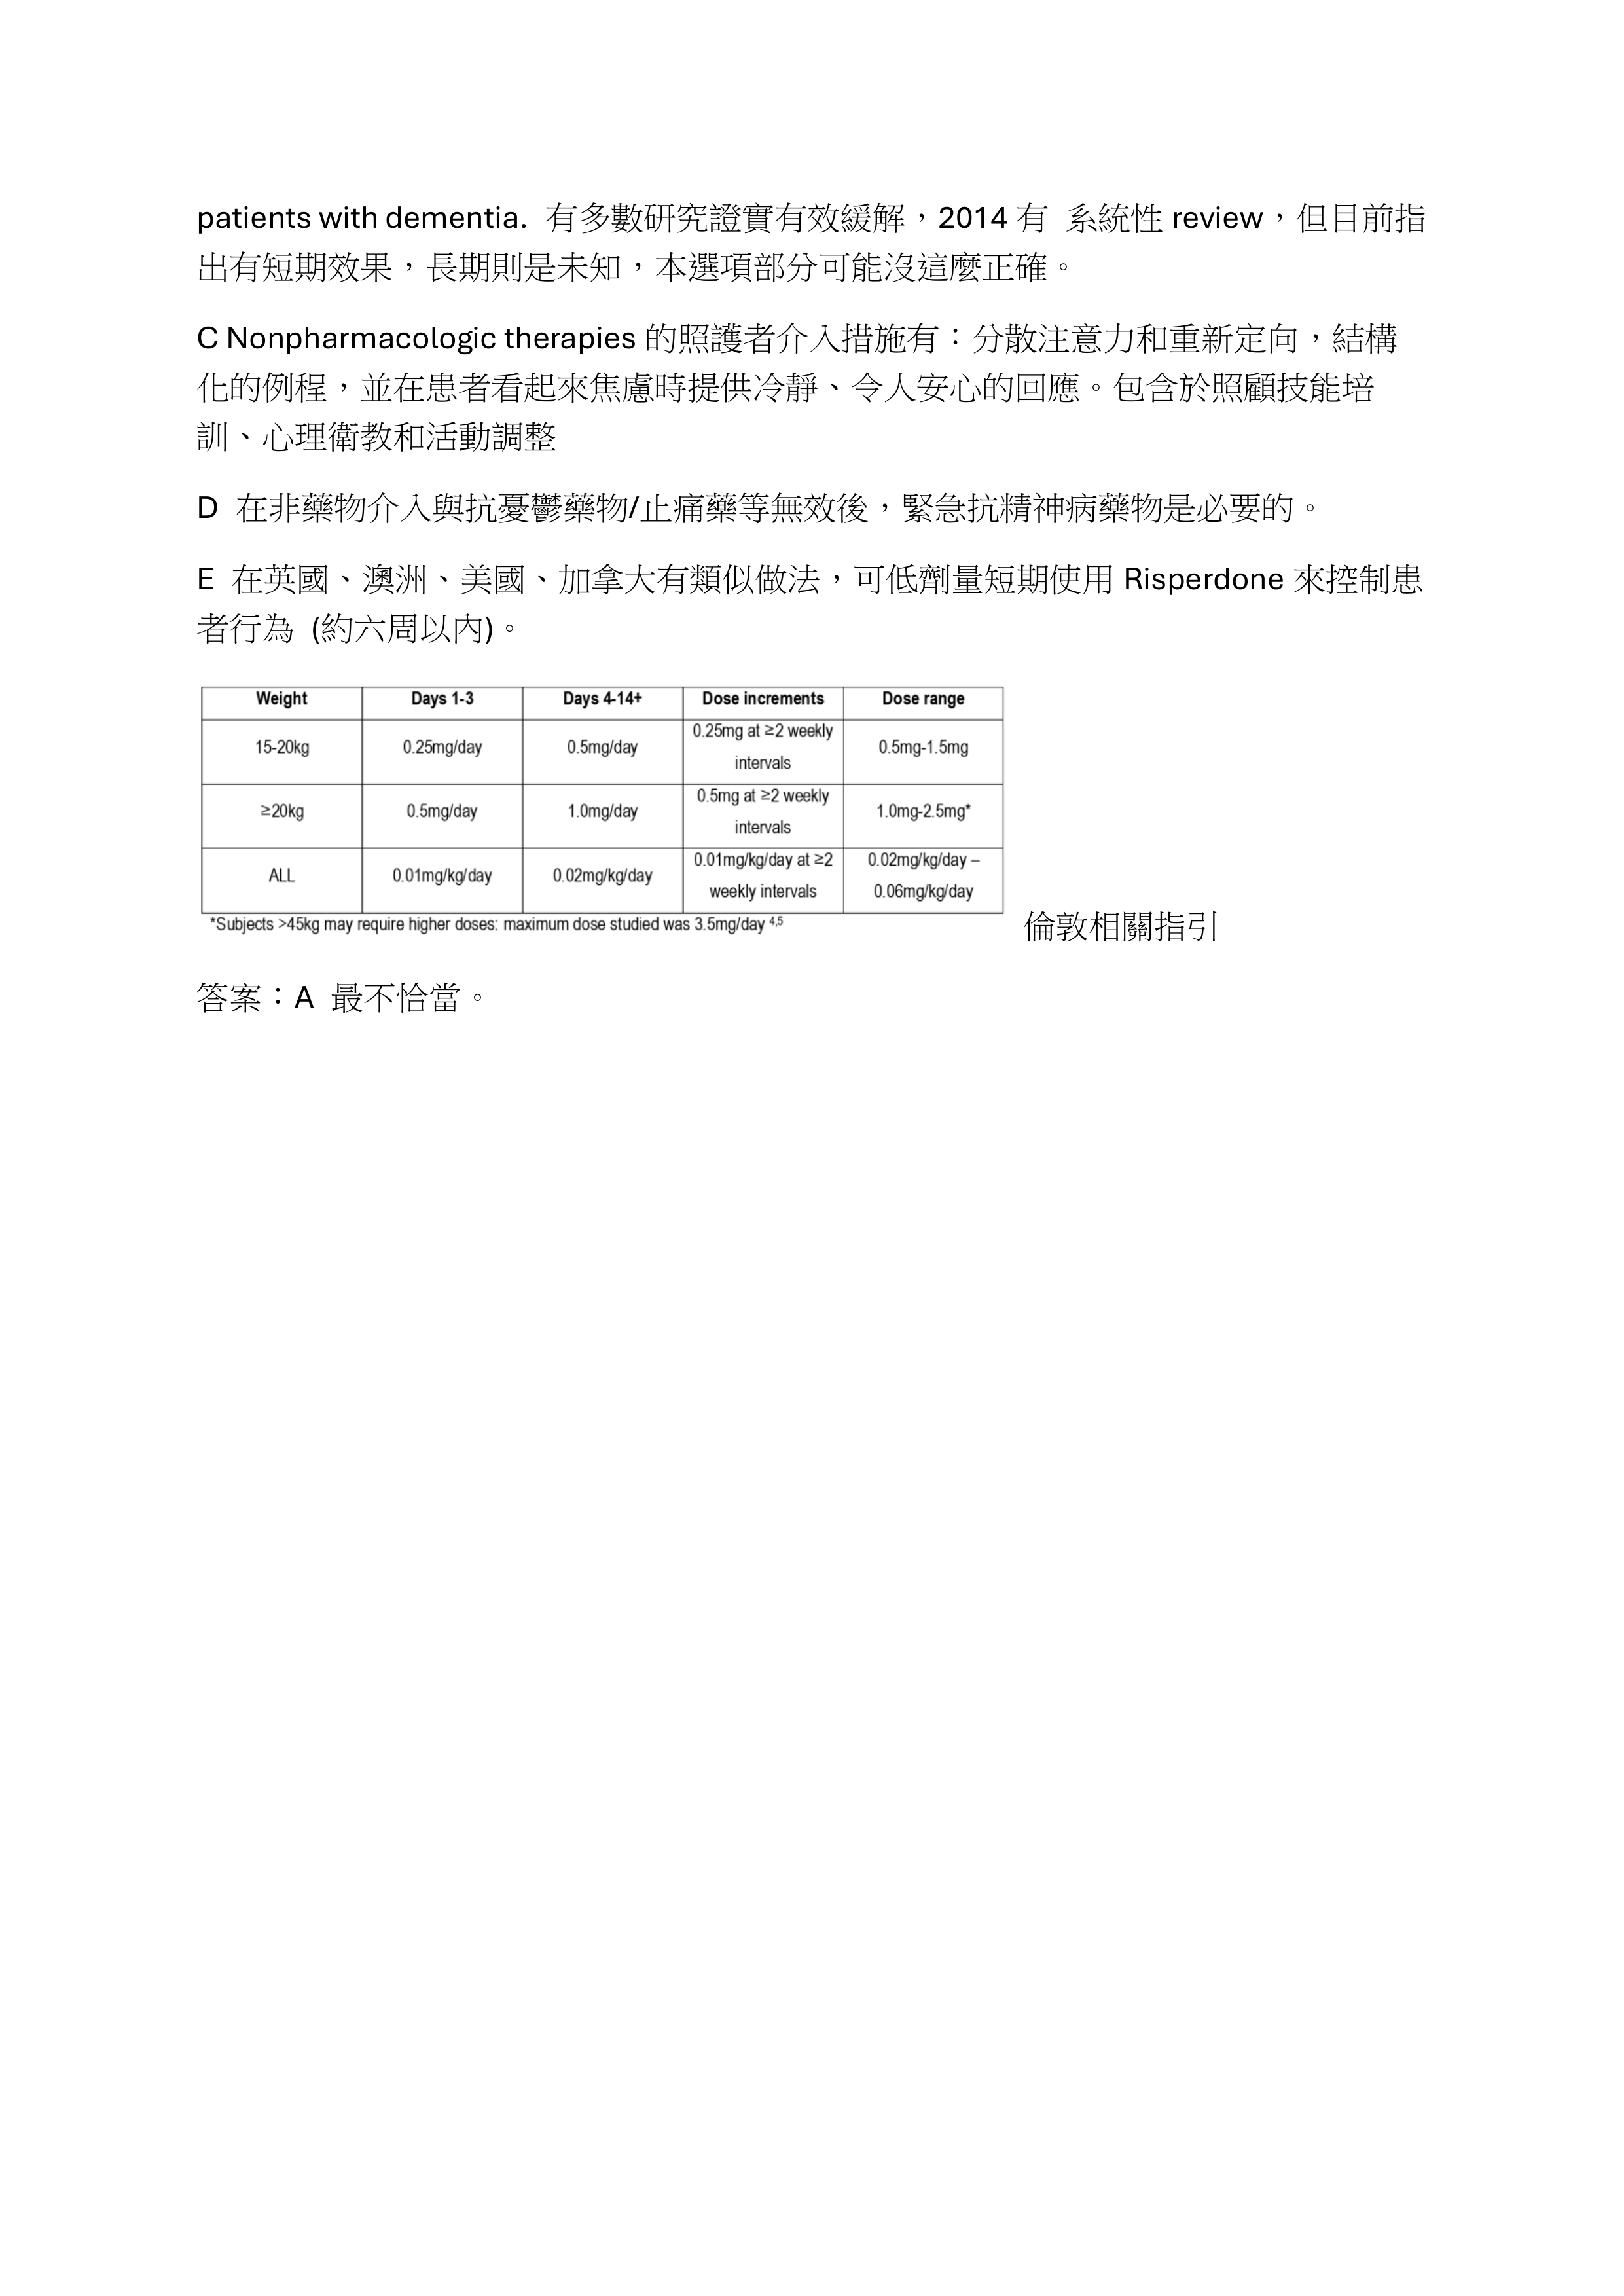 patients with dementia. 有多數研究證實有效緩解，2014 有 系統性 review，但目前指
出有短期效果，長期則是未知，本選項部分可能沒這麼正確。
C Nonpharmacologic therapies 的照護者介入措施有：分散注意力和重新定向，結構
化的例程，並在患者看起來焦慮時提供冷靜、令人安心的回應。包含於照顧技能培
訓、心理衛教和活動調整
D 在非藥物介入與抗憂鬱藥物/止痛藥等無效後，緊急抗精神病藥物是必要的。
E 在英國、澳洲、美國、加拿大有類似做法，可低劑量短期使用 Risperdone 來控制患
者行為 (約六周以內)。
Weight Days 1-3 Days 4-14+ Dose increments Dose range
15-20kg 0.25mg/day 0.5mg/day 0.25mg at ≥2 weekly intervals 0.5mg-1.5mg
≥20kg 0.5mg/day 1.0mg/day 0.5mg at ≥2 weekly intervals 1.0mg-2.5mg*
ALL 0.01mg/kg/day 0.02mg/kg/day 0.01mg/kg/day at ≥2 weekly intervals 0.02mg/kg/day – 0.06mg/kg/day
*Subjects >45kg may require higher doses: maximum dose studied was 3.5mg/day 4,5
倫敦相關指引
答案：A 最不恰當。